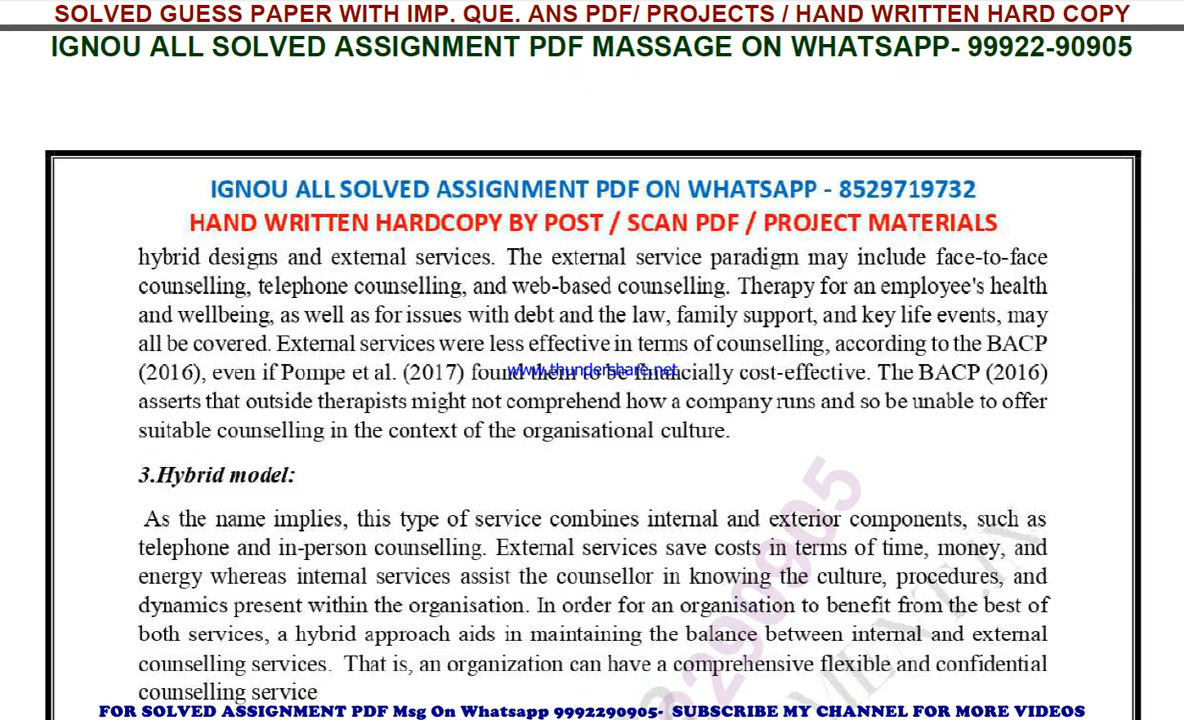 SOLVED GUESS PAPER WITH IMP. QUE. ANS PDF/ PROJECTS / HAND WRITTEN HARD COPY
IGNOU ALL SOLVED ASSIGNMENT PDF MASSAGE ON WHATSAPP- 99922-90905
IGNOU ALL SOLVED ASSIGNMENT PDF ON WHATSAPP - 8529719732
HAND WRITTEN HARDCOPY BY POST / SCAN PDF / PROJECT MATERIALS
hybrid designs and external services. The external service paradigm may include face-to-face
counselling, telephone counselling, and web-based counselling. Therapy for an employee's health
and wellbeing, as well as for issues with debt and the law, family support, and key life events, may
all be covered. External services were less effective in terms of counselling, according to the BACP
(2016), even if Pompe et al. (2017) found them to be financially cost-effective. The BACP (2016)
www.thundershare.net
asserts that outside therapists might not comprehend how a company runs and so be unable to offer
suitable counselling in the context of the organisational culture.
3.Hybrid model:
As the name implies, this type of service combines internal and exterior components, such as
telephone and in-person counselling. External services save costs in terms of time, money, and
energy whereas internal services assist the counsellor in knowing the culture, procedures, and
dynamics present within the organisation. In order for an organisation to benefit from the best of
both services, a hybrid approach aids in maintaining the balance between internal and external
counselling services. That is, an organization can have a comprehensive flexible and confidential
counselling service
FOR SOLVED ASSIGNMENT PDF Msg On Whatsapp 9992290905- SUBSCRIBE MY CHANNEL FOR MORE VIDEOS